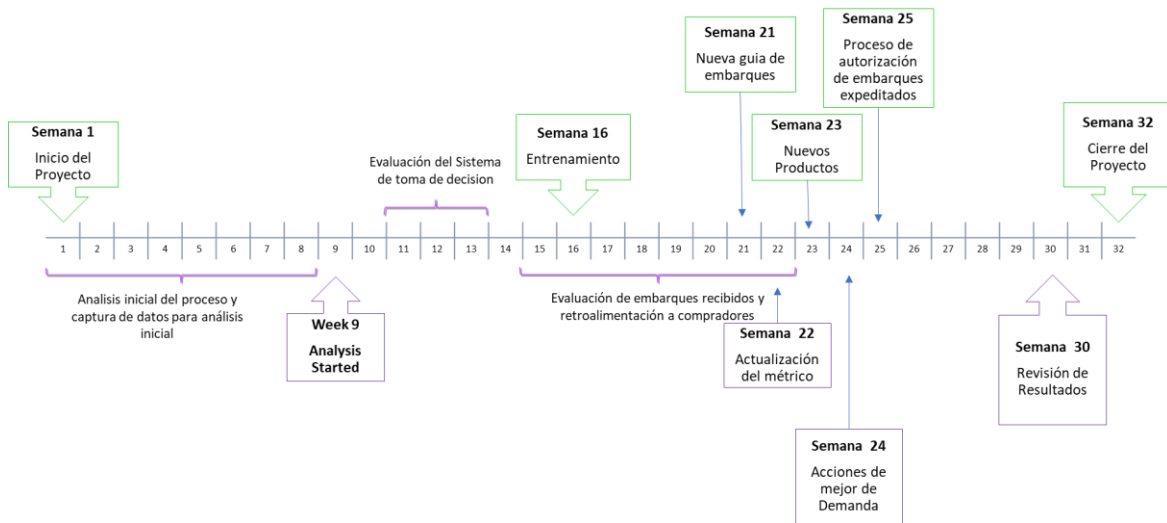 Semana 21
Nueva guia de
embarques
Semana 25
Proceso de
autorización
de embarques
expeditados
Semana 1
Inicio del
Proyecto
Semana 16
Entrenamiento
Semana 23
Nuevos
Productos
Semana 32
Cierre del
Proyecto
Evaluación del Sistema
de toma de decision
1 2 3 4 5 6 7 8 9 10 11 12 13 14 15 16 17 18 19 20 21 22 23 24 25 26 27 28 29 30 31 32
Analisis inicial del proceso y
captura de datos para análisis
inicial
Week 9
Analysis
Started
Evaluación de embarques recibidos y
retroalimentación a compradores
Semana 22
Actualización
del métrico
Semana 24
Acciones de
mejor de
Demanda
Semana 30
Revisión de
Resultados